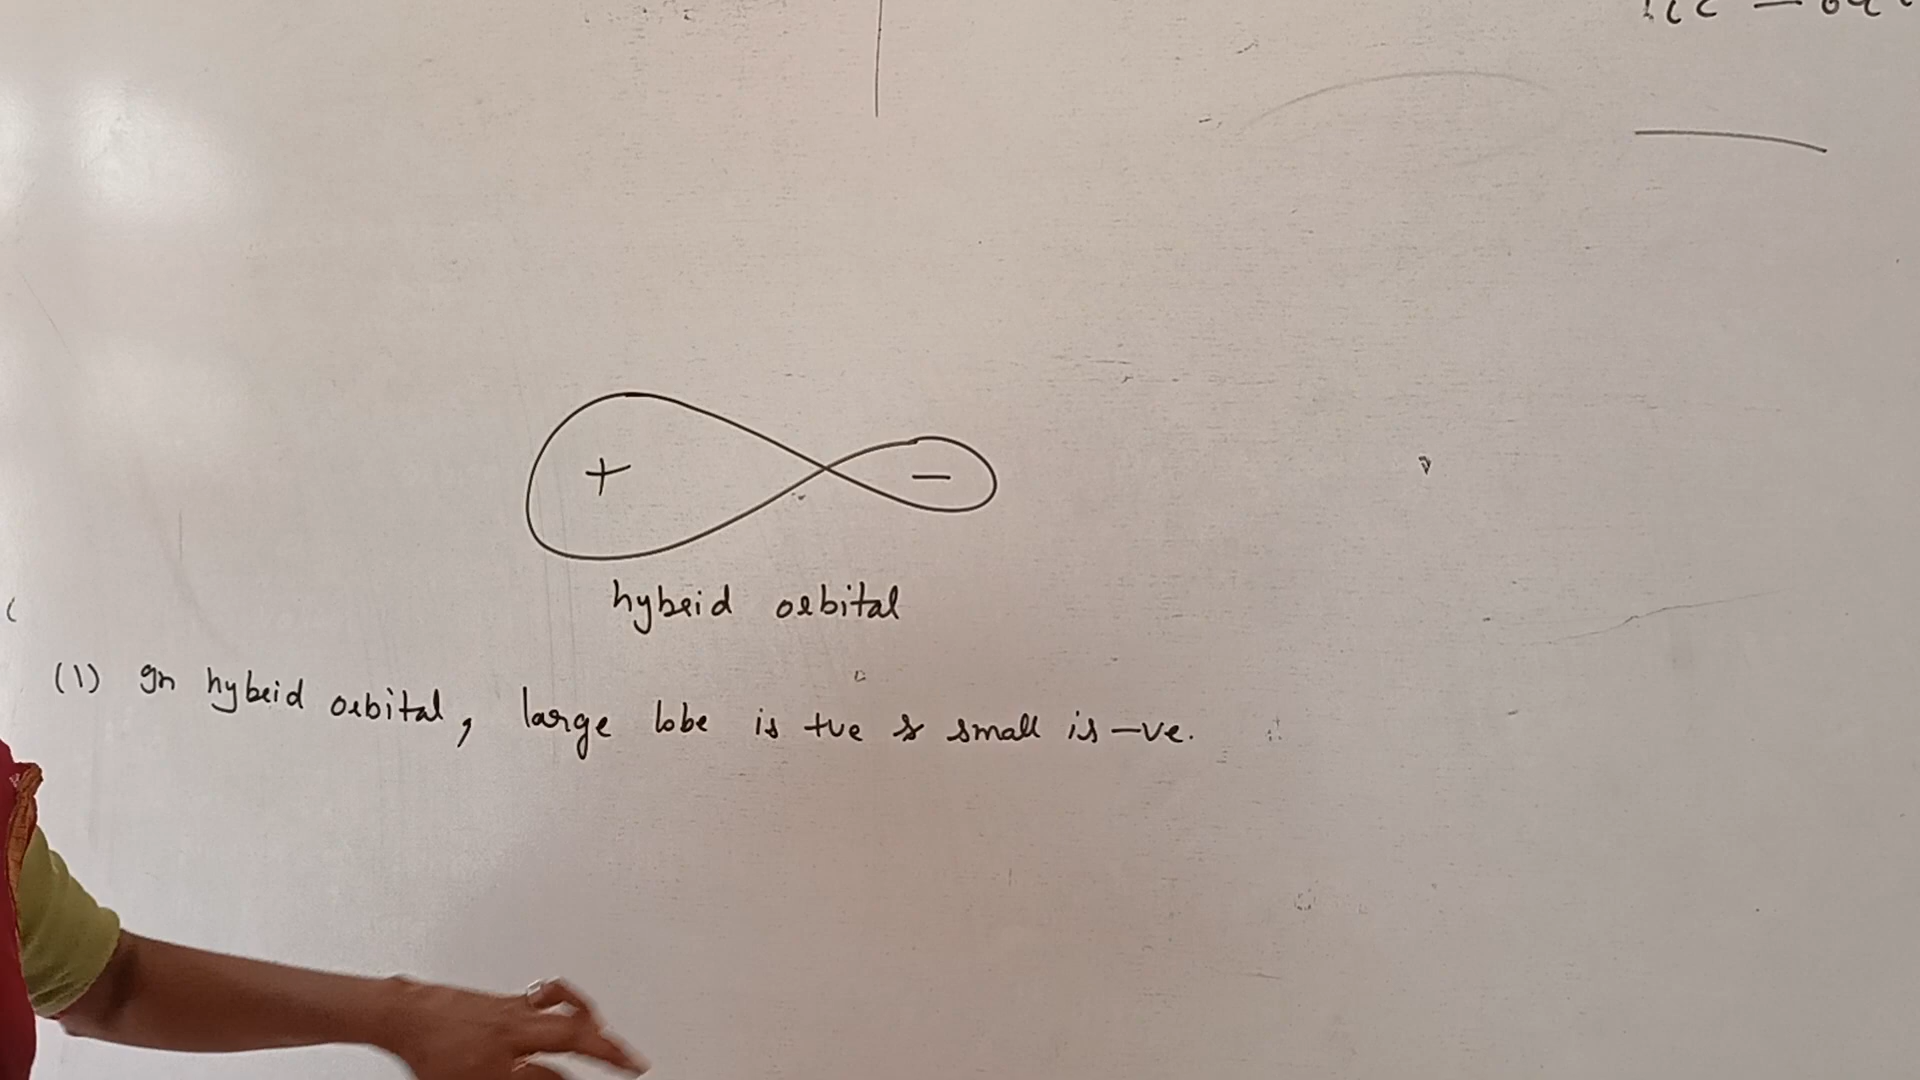 + −
hybrid orbital
(1) In hybrid orbital, large lobe is +ve & small is −ve.